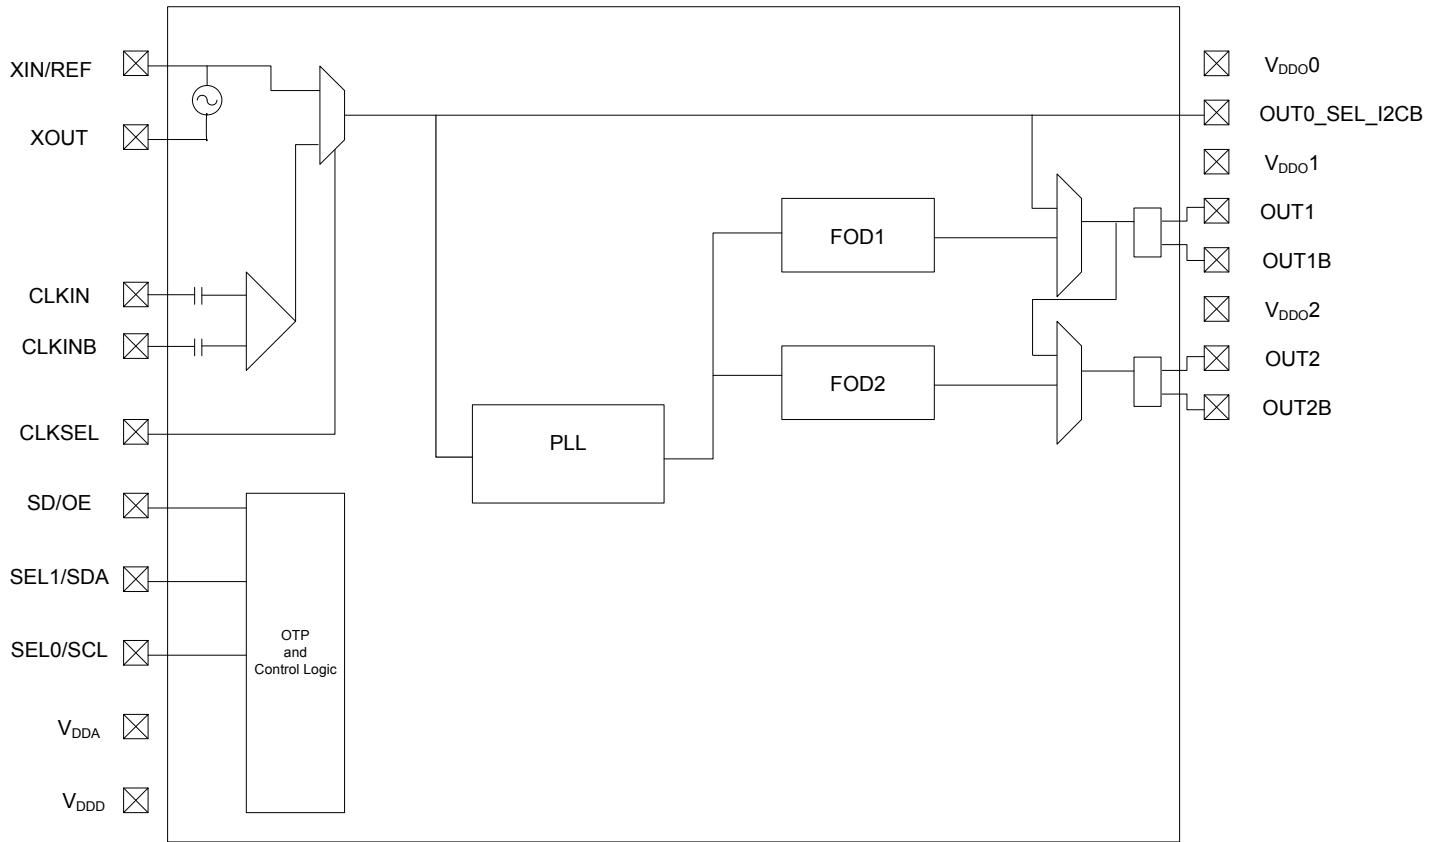 XIN/REF
XOUT
CLKIN
CLKINB
CLKSEL
SD/OE
SEL1/SDA
SEL0/SCL
VDDA
VDDD
OTP
and
Control Logic
PLL
FOD1
FOD2
VDDO0
OUT0_SEL_I2CB
VDDO1
OUT1
OUT1B
VDDO2
OUT2
OUT2B